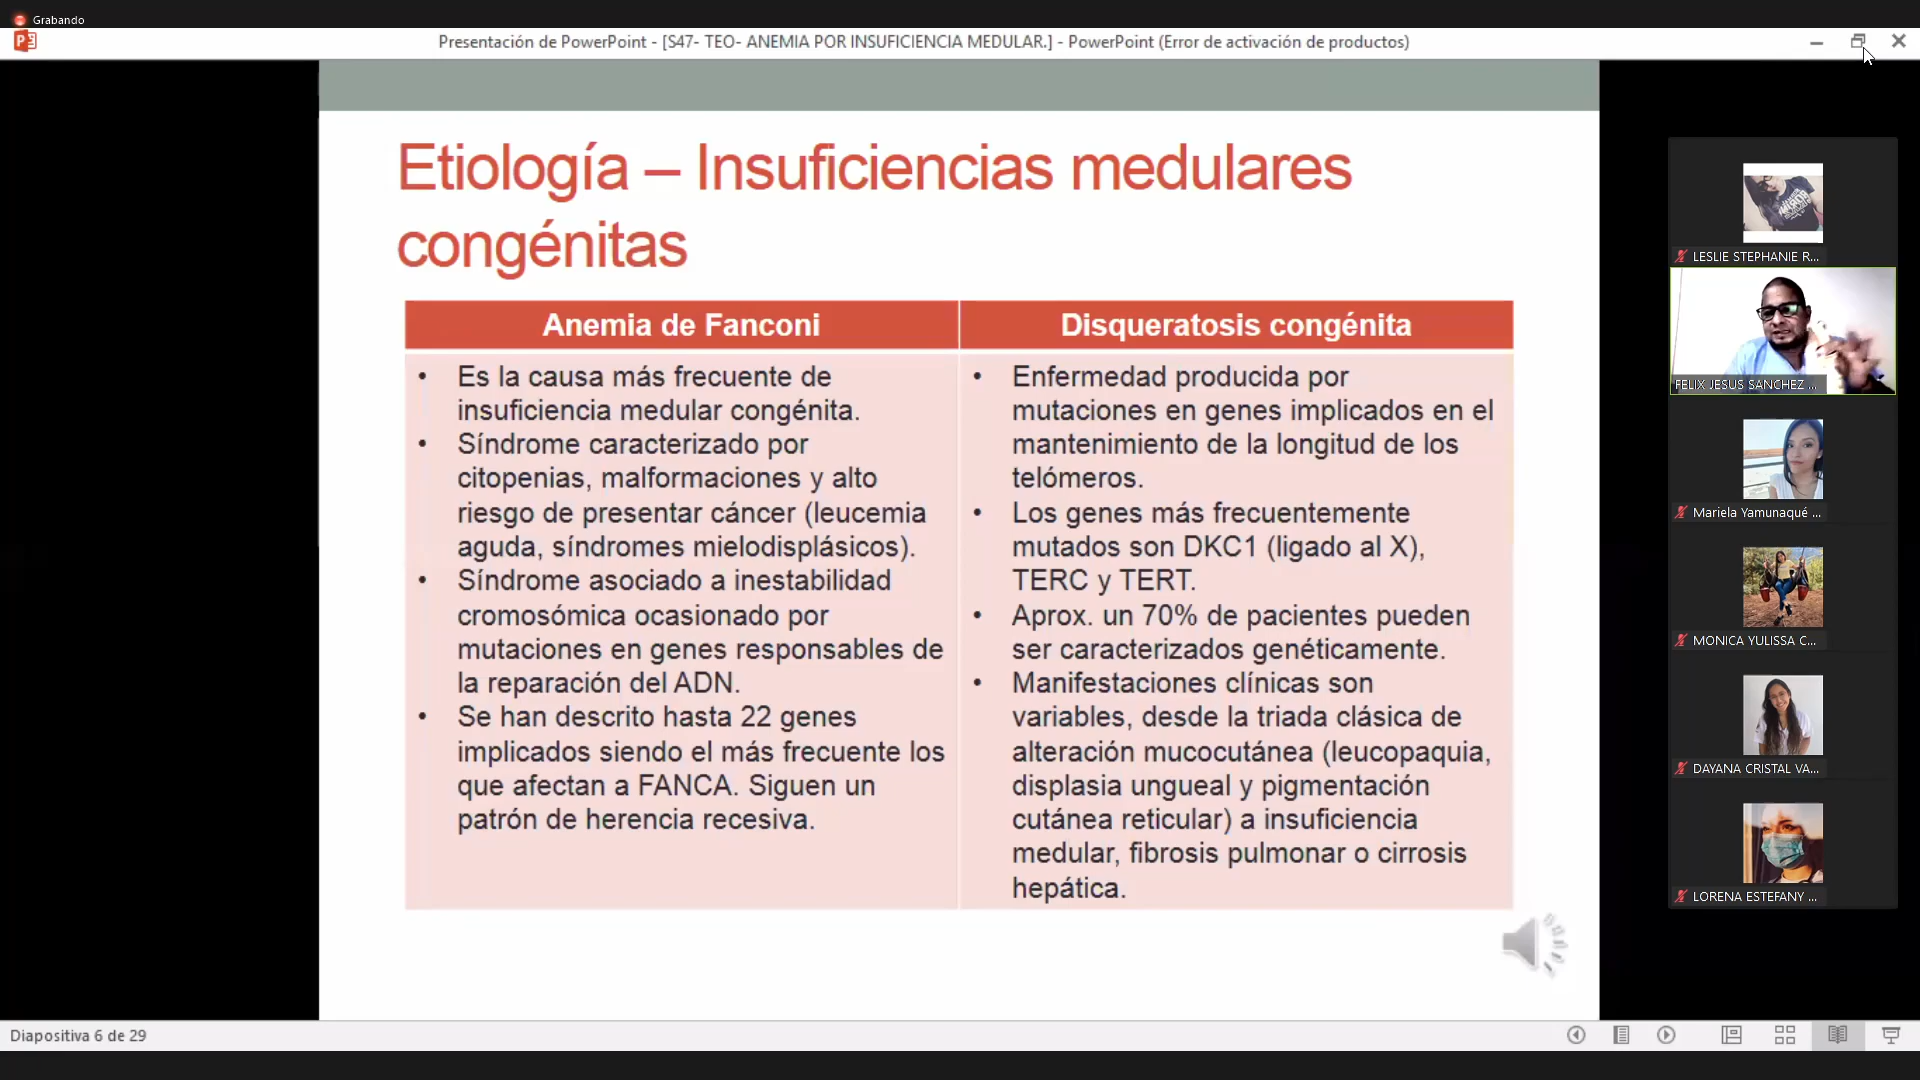 Grabando
Presentación de PowerPoint - [S47- TEO- ANEMIA POR INSUFICIENCIA MEDULAR.] - PowerPoint (Error de activación de productos)
Etiología – Insuficiencias medulares
congénitas
Anemia de Fanconi
• Es la causa más frecuente de
insuficiencia medular congénita.
• Síndrome caracterizado por
citopenias, malformaciones y alto
riesgo de presentar cáncer (leucemia
aguda, síndromes mielodisplásicos).
• Síndrome asociado a inestabilidad
cromosómica ocasionado por
mutaciones en genes responsables de
la reparación del ADN.
• Se han descrito hasta 22 genes
implicados siendo el más frecuente los
que afectan a FANCA. Siguen un
patrón de herencia recesiva.
Disqueratosis congénita
• Enfermedad producida por
mutaciones en genes implicados en el
mantenimiento de la longitud de los
telómeros.
• Los genes más frecuentemente
mutados son DKC1 (ligado al X),
TERC y TERT.
• Aprox. un 70% de pacientes pueden
ser caracterizados genéticamente.
• Manifestaciones clínicas son
variables, desde la triada clásica de
alteración mucocutánea (leucopaquia,
displasia ungueal y pigmentación
cutánea reticular) a insuficiencia
medular, fibrosis pulmonar o cirrosis
hepática.
LESLIE STEPHANIE R...
FELIX JESUS SANCHEZ ...
Mariela Yamunaqué ...
MONICA YULISSA C...
DAYANA CRISTAL VA...
LORENA ESTEFANY ...
Diapositiva 6 de 29